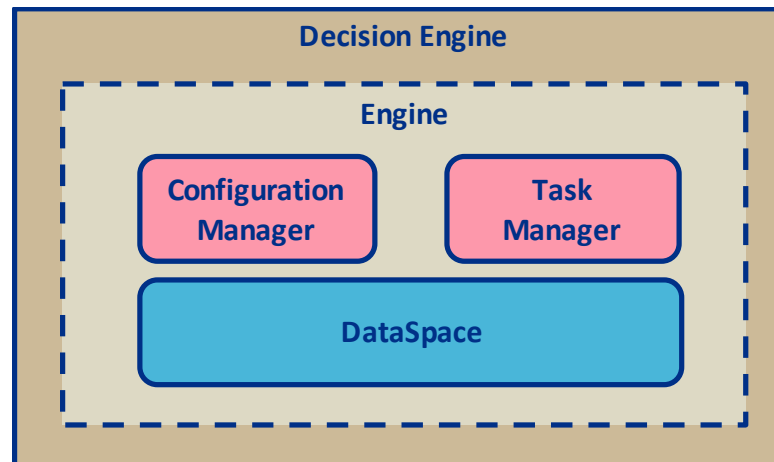 Decision Engine
Engine
Configuration
Manager
Task
Manager
DataSpace